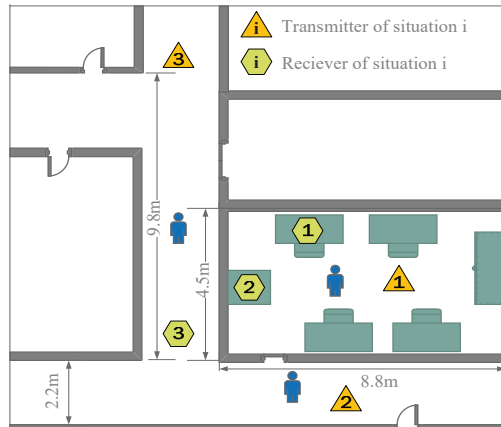 i Transmitter of situation i
3
i Reciever of situation i
9.8m
1
4.5m
2
1
3
2.2m
8.8m
2